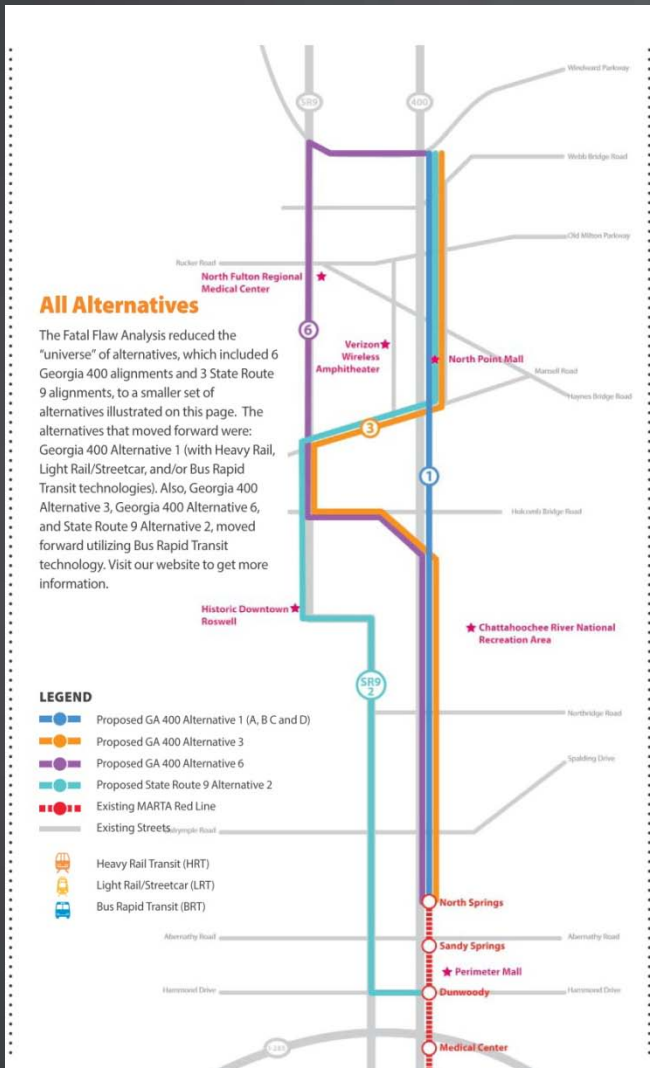 Windward Parkway
SR9
400
Webb Bridge Road
Old Milton Parkway
Rucker Road
North Fulton Regional
Medical Center
All Alternatives
The Fatal Flaw Analysis reduced the
“universe” of alternatives, which included 6
Georgia 400 alignments and 3 State Route
9 alignments, to a smaller set of
alternatives illustrated on this page. The
alternatives that moved forward were:
Georgia 400 Alternative 1 (with Heavy Rail,
Light Rail/Streetcar, and/or Bus Rapid
Transit technologies). Also, Georgia 400
Alternative 3, Georgia 400 Alternative 6,
and State Route 9 Alternative 2, moved
forward utilizing Bus Rapid Transit
technology. Visit our website to get more
information.
6
Verizon
Wireless
Amphitheater
North Point Mall
Mansell Road
Haynes Bridge Road
3
1
Holcomb Bridge Road
Historic Downtown
Roswell
Chattahoochee River National
Recreation Area
SR9
2
Northridge Road
Spalding Drive
LEGEND
Proposed GA 400 Alternative 1 (A, B C and D)
Proposed GA 400 Alternative 3
Proposed GA 400 Alternative 6
Proposed State Route 9 Alternative 2
Existing MARTA Red Line
Existing Streets
Road
Heavy Rail Transit (HRT)
Light Rail/Streetcar (LRT)
Bus Rapid Transit (BRT)
North Springs
Abernathy Road
Abernathy Road
Sandy Springs
Perimeter Mall
Hammond Drive
Dunwoody
Hammond Drive
I-285
Medical Center